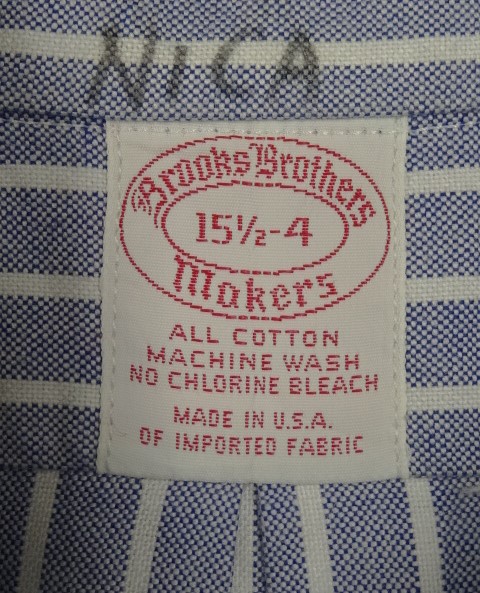 NICA
Brooks Brothers
15½-4
Makers
ALL COTTON
MACHINE WASH
NO CHLORINE BLEACH
MADE IN U.S.A.
OF IMPORTED FABRIC